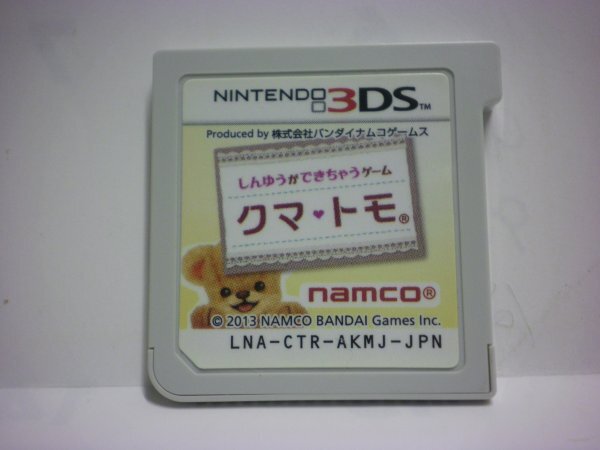 NINTENDO 3DS™
Produced by 株式会社バンダイナムコゲームス
しんゆうができちゃうゲーム
クマ♥トモ®
namco®
© 2013 NAMCO BANDAI Games Inc.
LNA-CTR-AKMJ-JPN